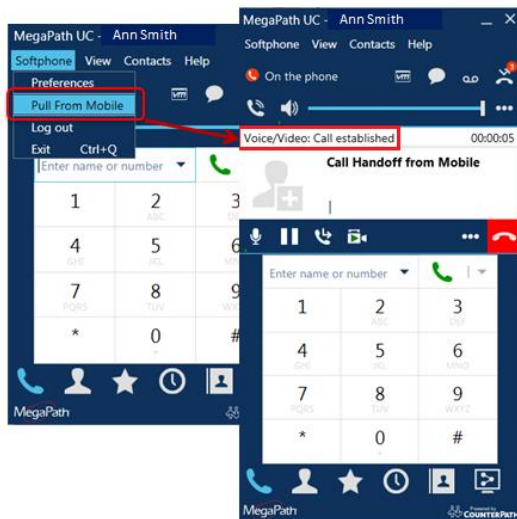 MegaPath UC - Ann Smith
Softphone View Contacts Help
Preferences
Pull From Mobile
Log out
Exit Ctrl+Q
Enter name or number
1
2
ABC
3
4
GHI
5
JKL
6
7
PQRS
8
TUV
9
*
0
#
MegaPath
MegaPath UC - Ann Smith
Softphone View Contacts Help
On the phone
3
Voice/Video: Call established 00:00:05
Call Handoff from Mobile
Enter name or number
1
2
ABC
3
DEF
4
GHI
5
JKL
6
MNO
7
PQRS
8
TUV
9
WXYZ
*
0
#
MegaPath
Powered by
COUNTERPATH